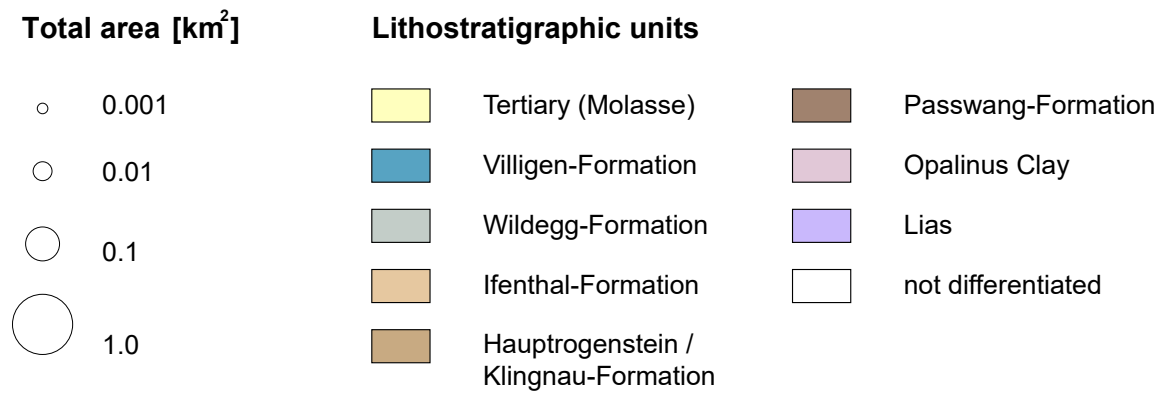 Total area [km²]
0.001
0.01
0.1
1.0
Lithostratigraphic units
Tertiary (Molasse)
Villigen-Formation
Wildegg-Formation
Ifenthal-Formation
Hauptrogenstein /
Klingnau-Formation
Passwang-Formation
Opalinus Clay
Lias
not differentiated